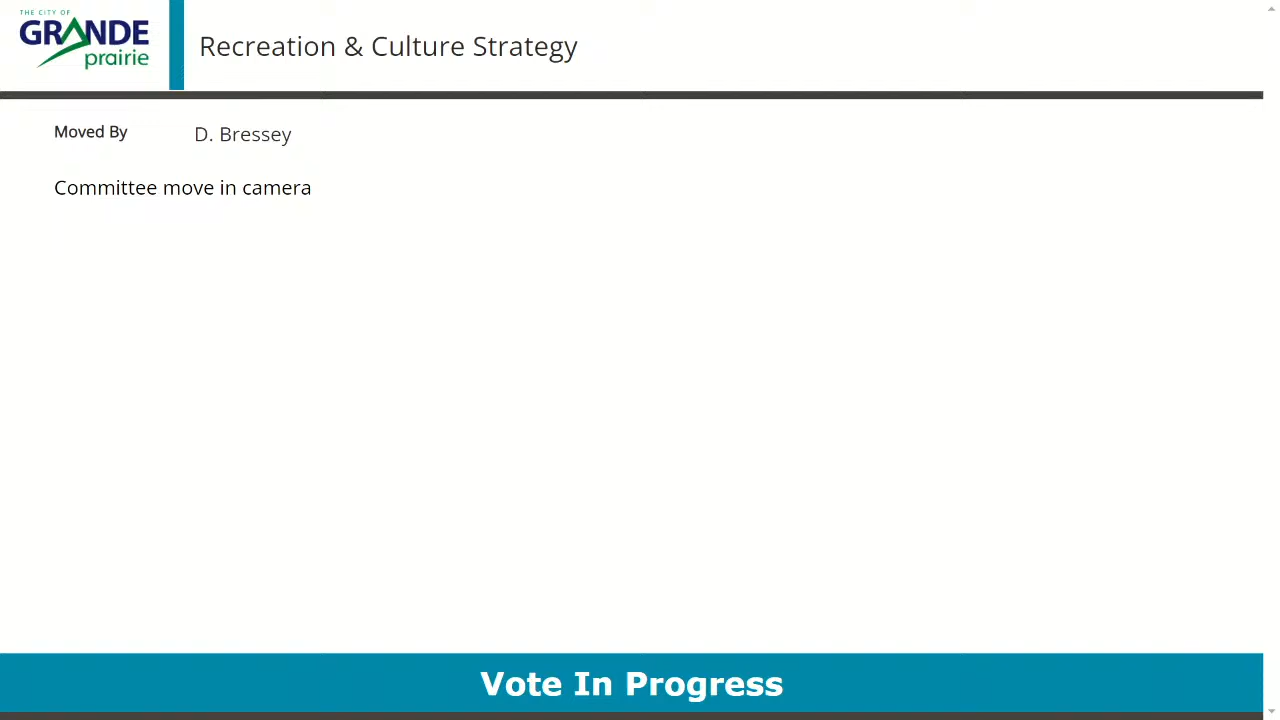 THE CITY OF
GRANDE
prairie
Recreation & Culture Strategy
Moved By
D. Bressey
Committee move in camera
Vote In Progress